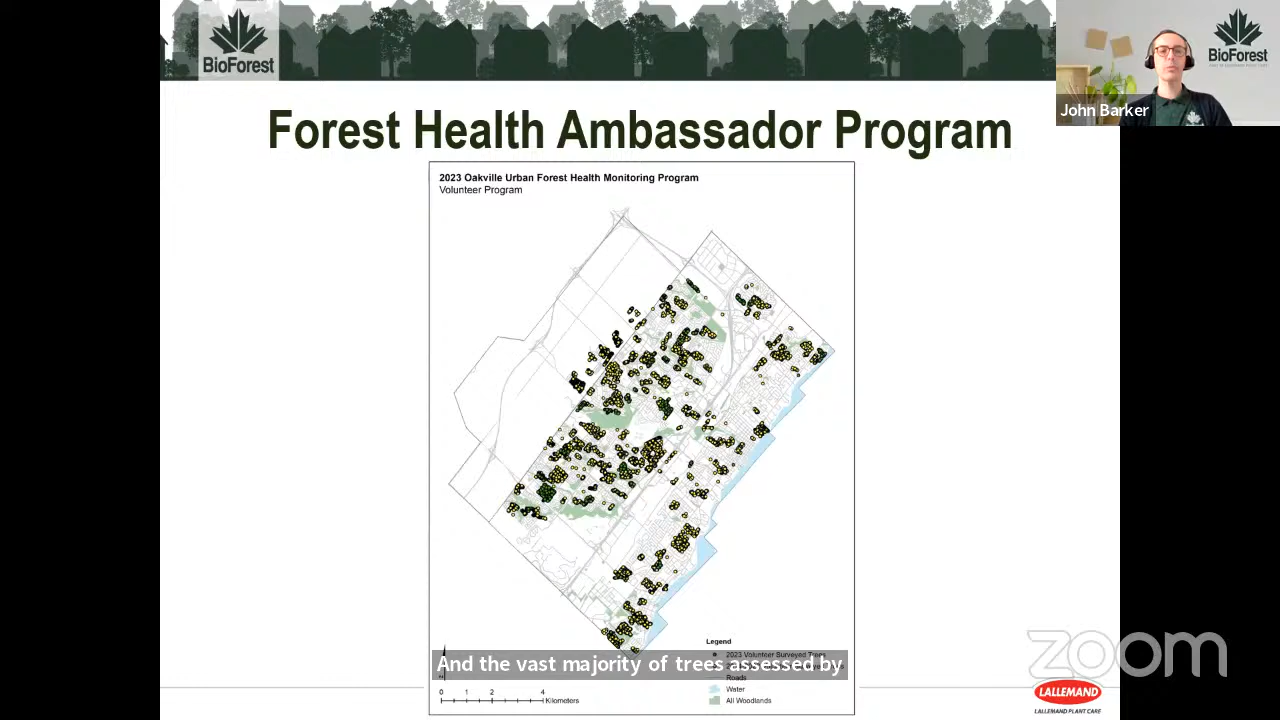 BioForest
BioForest
John Barker
Forest Health Ambassador Program
2023 Oakville Urban Forest Health Monitoring Program
Volunteer Program
Legend
2023 Volunteer Surveyed Trees
And the vast majority of trees assessed by
Roads
Water
All Woodlands
0 1 2 4
Kilometers
zoom
LALLEMAND
LALLEMAND PLANT CARE